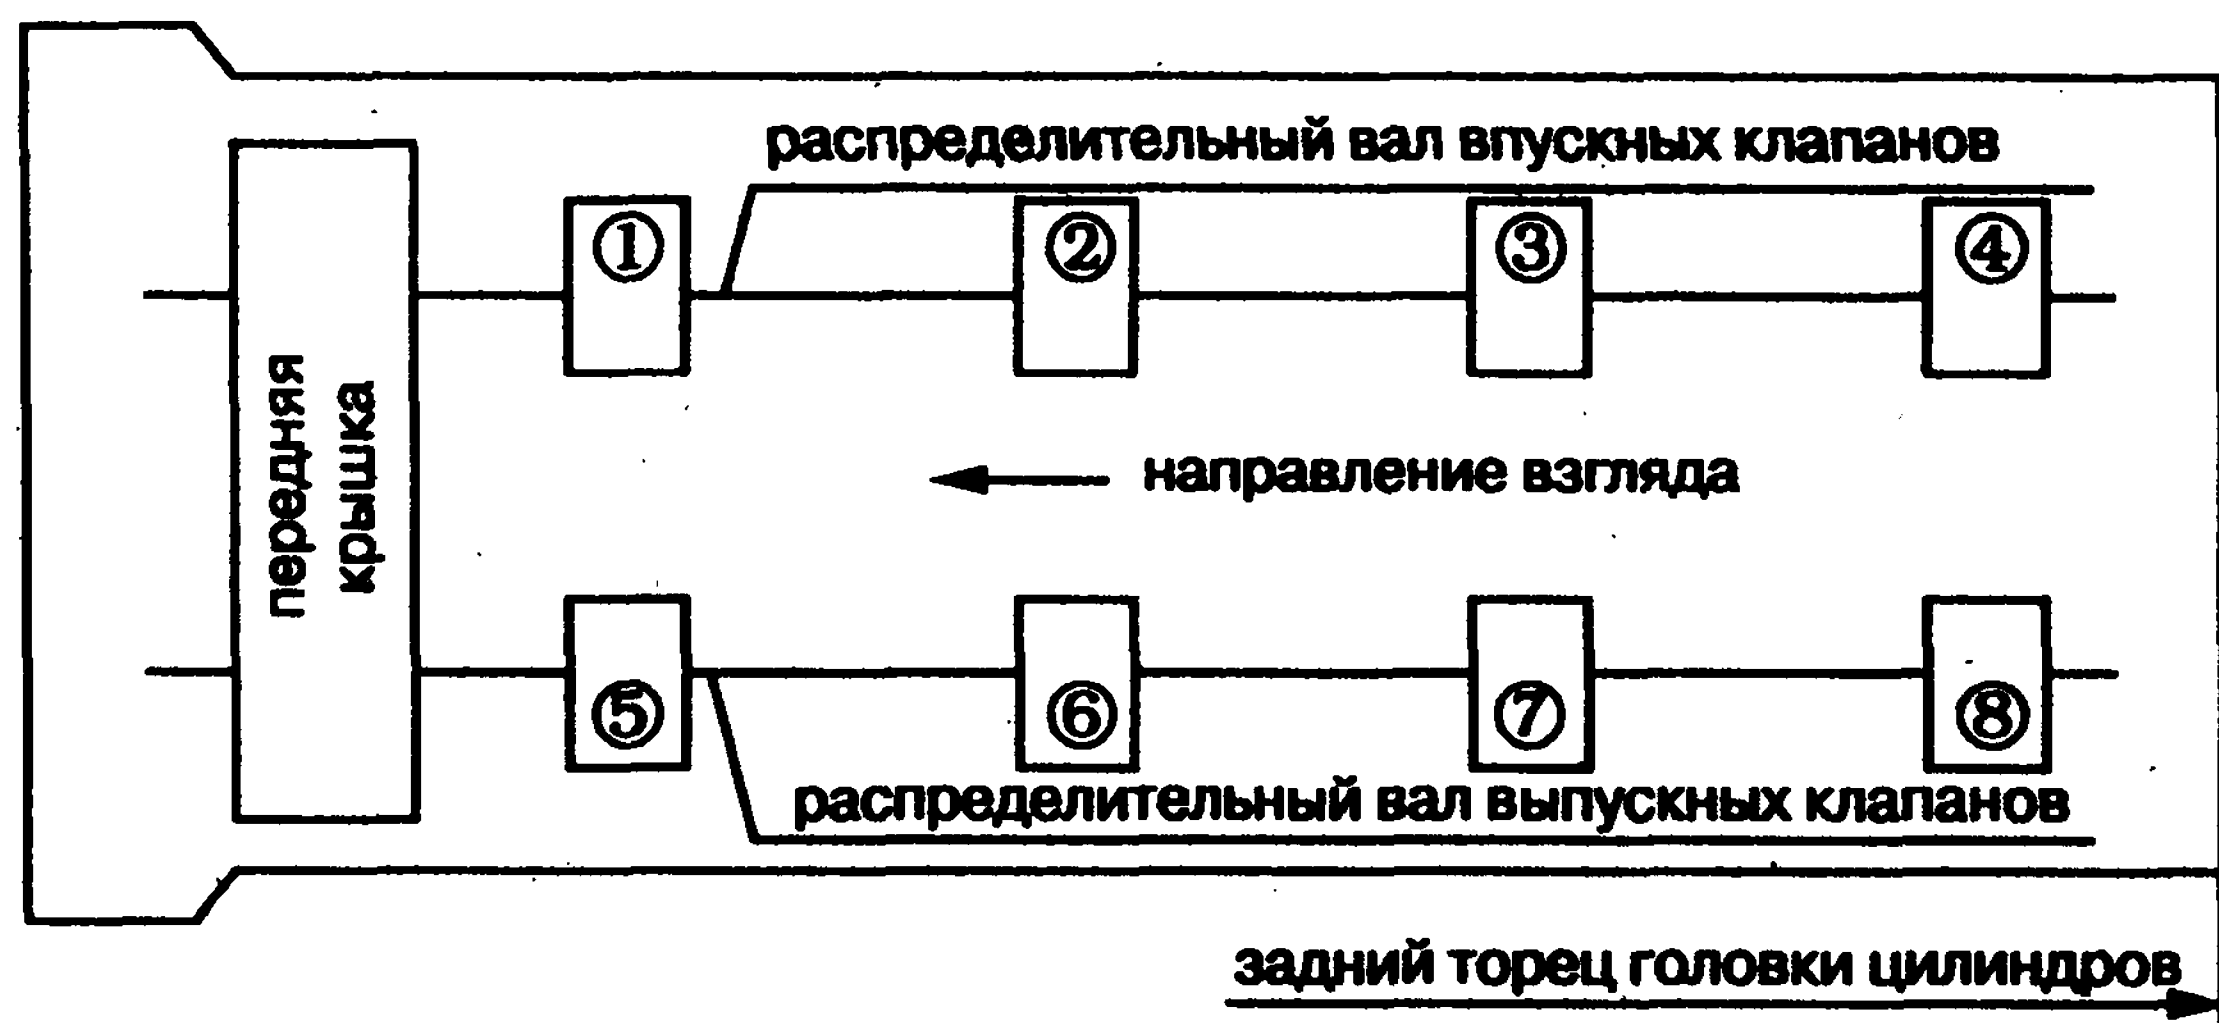 распределительный вал впускных клапанов
① ② ③ ④
передняя
крышка
направление взгляда
⑤ ⑥ ⑦ ⑧
распределительный вал выпускных клапанов
задний торец головки цилиндров